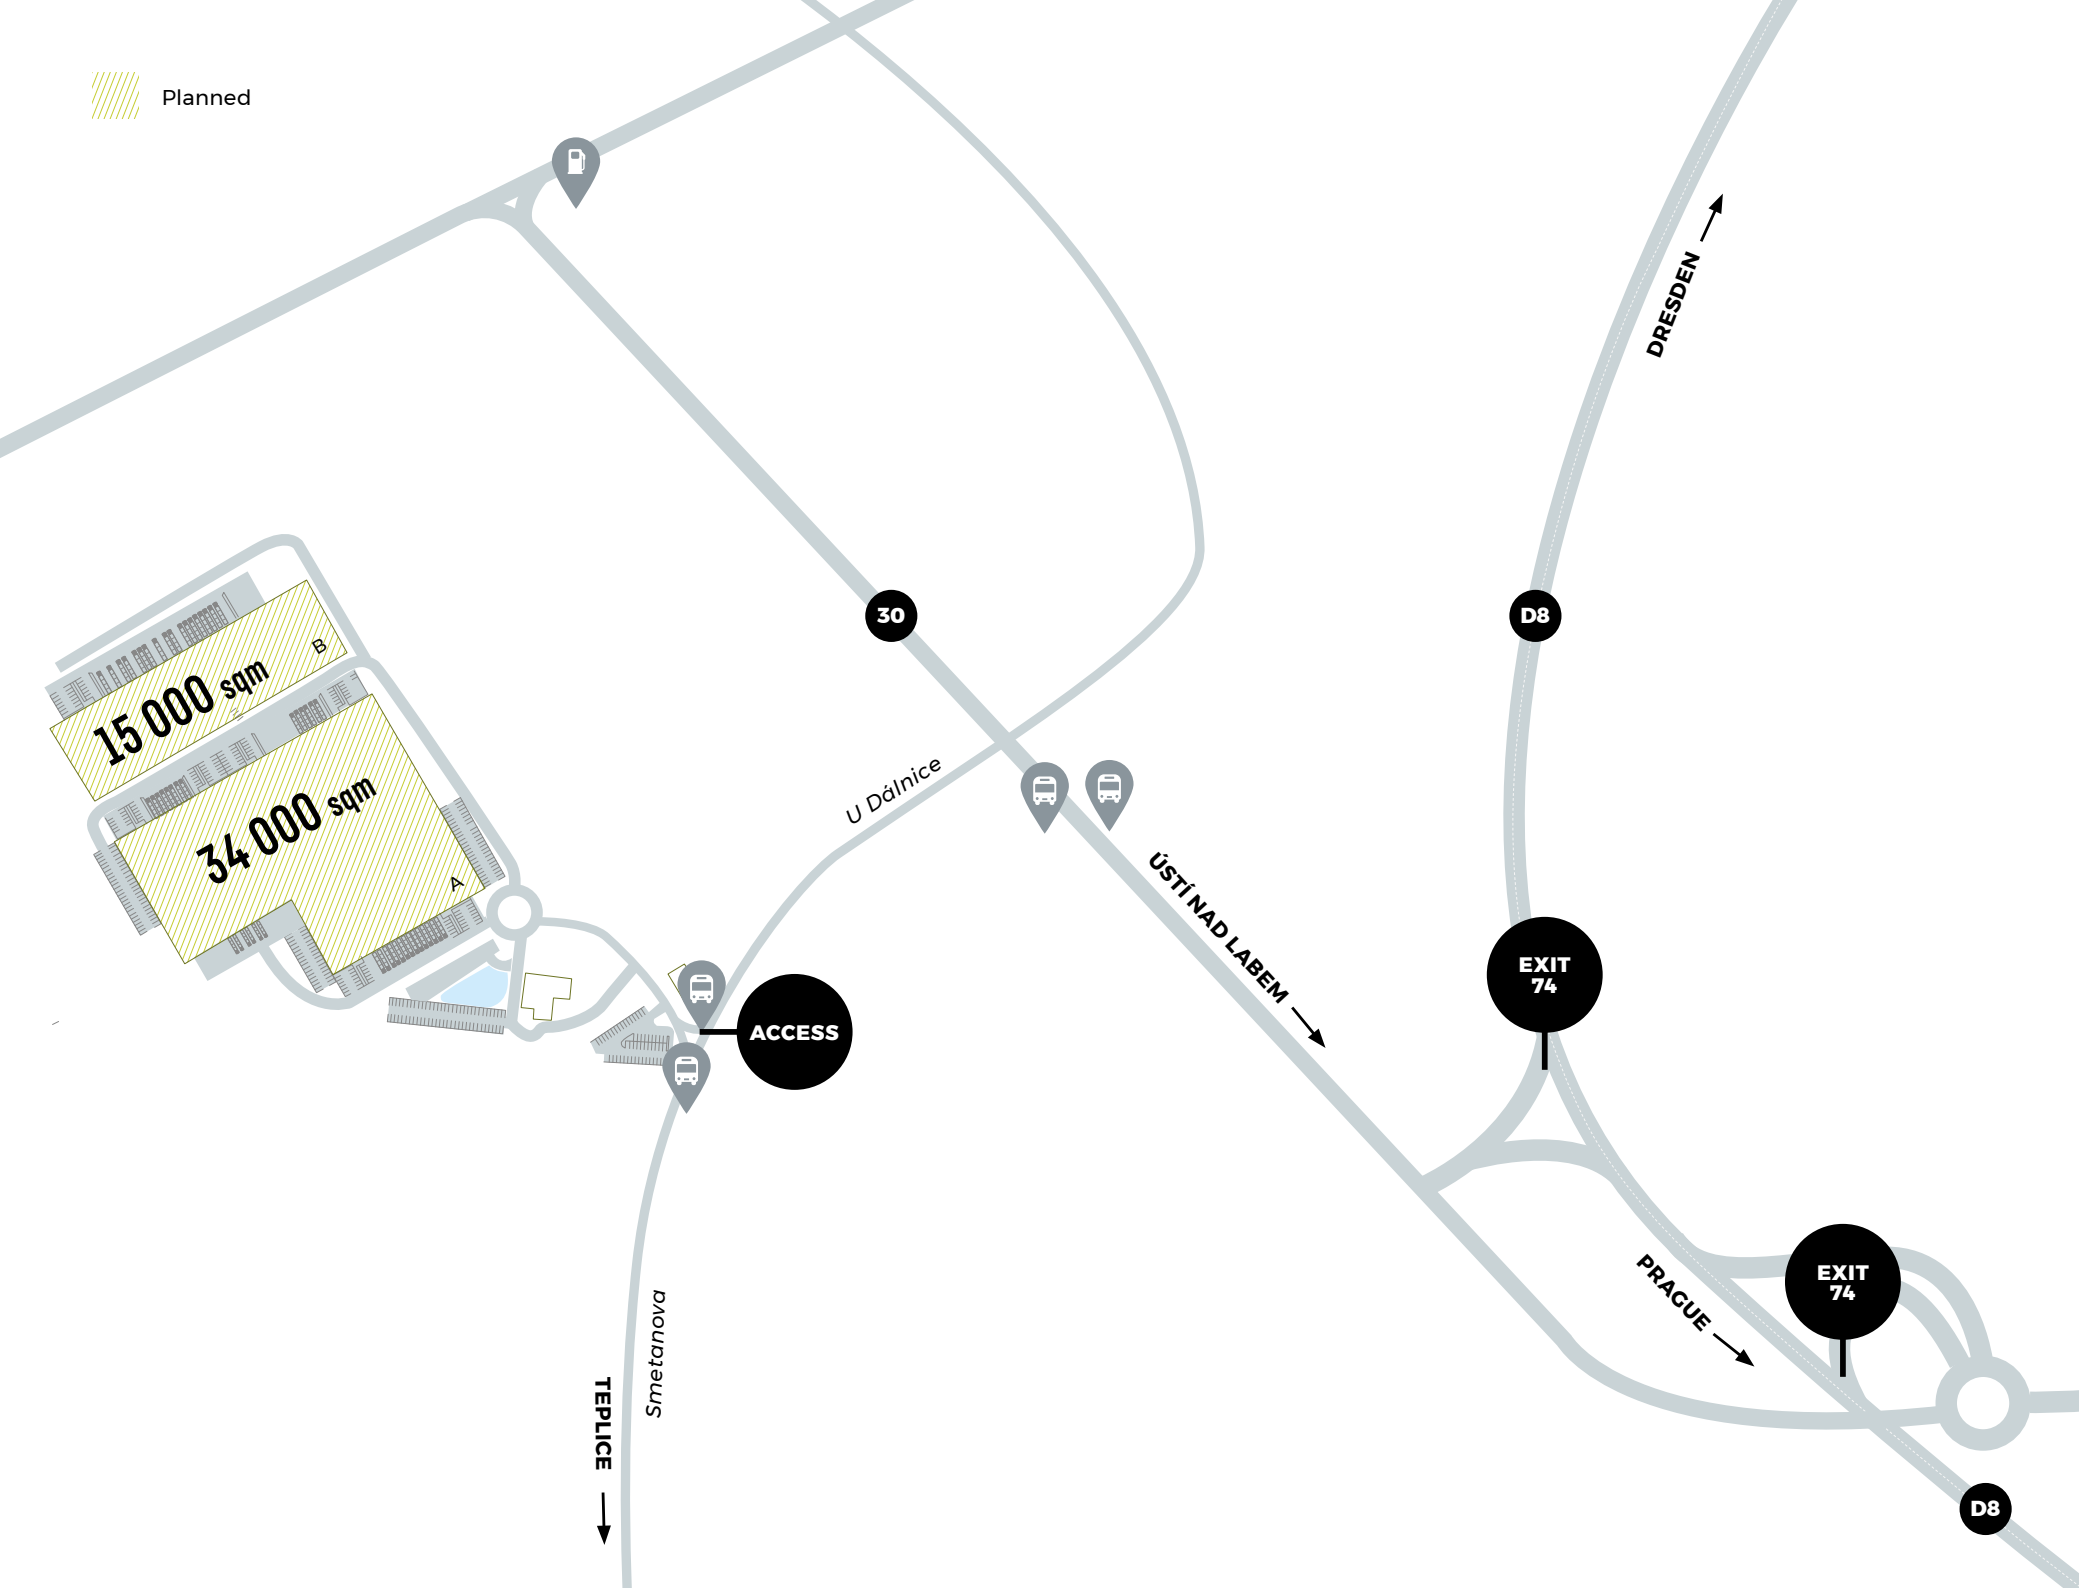 Planned
DRESDEN
30
D8
B
15 000 sqm
34 000 sqm
A
U Dálnice
ÚSTÍ NAD LABEM
EXIT
74
ACCESS
PRAGUE
EXIT
74
Smetanova
TEPLICE
D8